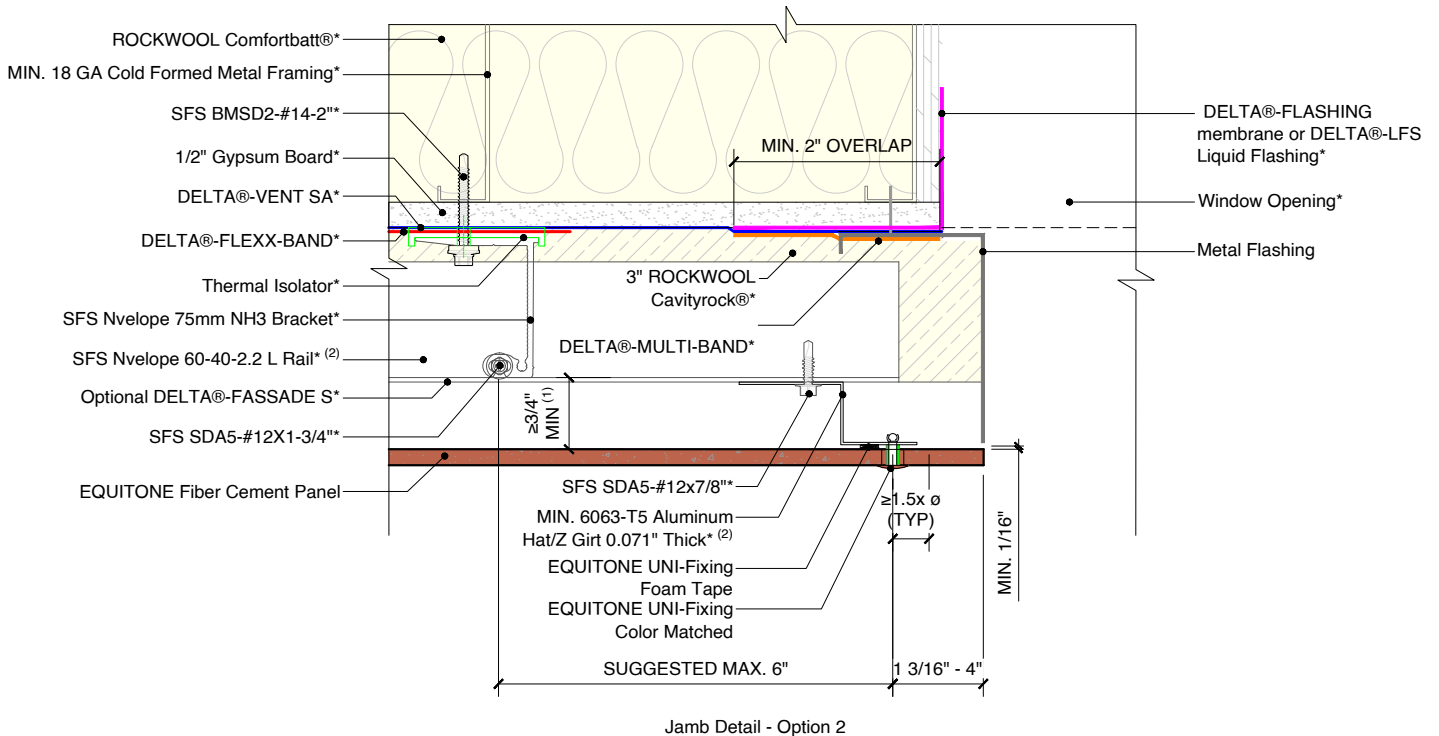 ROCKWOOL Comfortbatt®*
MIN. 18 GA Cold Formed Metal Framing*
SFS BMSD2-#14-2"*
1/2" Gypsum Board*
DELTA®-VENT SA*
DELTA®-FLEXX-BAND*
Thermal Isolator*
SFS Nvelope 75mm NH3 Bracket*
SFS Nvelope 60-40-2.2 L Rail* (2)
Optional DELTA®-FASSADE S*
SFS SDA5-#12X1-3/4"*
EQUITONE Fiber Cement Panel
MIN. 2" OVERLAP
3" ROCKWOOL
Cavityrock®*
DELTA®-MULTI-BAND*
≥3/4"
MIN (1)
SFS SDA5-#12x7/8"*
MIN. 6063-T5 Aluminum
Hat/Z Girt 0.071" Thick* (2)
EQUITONE UNI-Fixing
Foam Tape
EQUITONE UNI-Fixing
Color Matched
≥1.5x ø
(TYP)
MIN. 1/16"
DELTA®-FLASHING
membrane or DELTA®-LFS
Liquid Flashing*
Window Opening*
Metal Flashing
SUGGESTED MAX. 6"
1 3/16" - 4"
Jamb Detail - Option 2